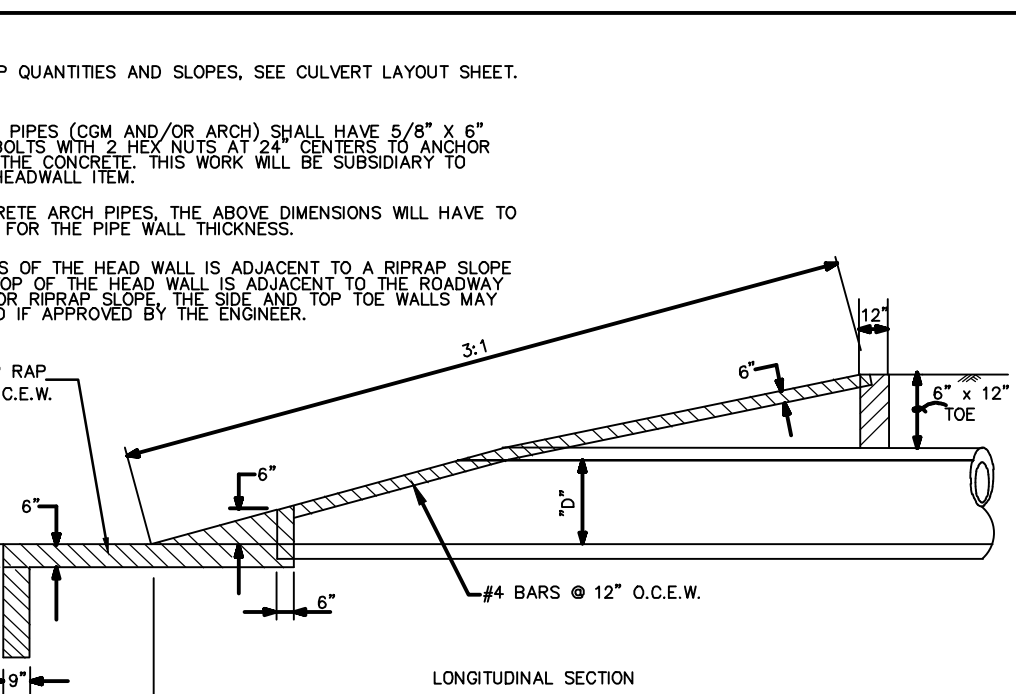 P QUANTITIES AND SLOPES, SEE CULVERT LAYOUT SHEET.
PIPES (CGM AND/OR ARCH) SHALL HAVE 5/8" X 6"
BOLTS WITH 2 HEX NUTS AT 24" CENTERS TO ANCHOR
THE CONCRETE. THIS WORK WILL BE SUBSIDIARY TO
HEADWALL ITEM.
RETE ARCH PIPES, THE ABOVE DIMENSIONS WILL HAVE TO
FOR THE PIPE WALL THICKNESS.
S OF THE HEAD WALL IS ADJACENT TO A RIPRAP SLOPE
TOP OF THE HEAD WALL IS ADJACENT TO THE ROADWAY
OR RIPRAP SLOPE, THE SIDE AND TOP TOE WALLS MAY
D IF APPROVED BY THE ENGINEER.
12"
3:1
RAP
C.E.W.
6"
6" x 12"
TOE
6"
6"
"D"
#4 BARS @ 12" O.C.E.W.
6"
9"
LONGITUDINAL SECTION